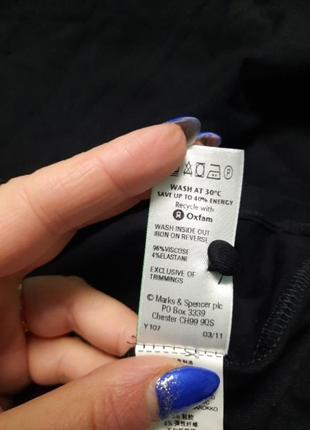 WASH AT 30°C
SAVE UP TO 40% ENERGY
Recycle with
Oxfam
WASH INSIDE OUT
IRON ON REVERSE
96%VISCOSE
4%ELASTANE
EXCLUSIVE OF
TRIMMINGS
© Marks & Spencer plc
PO BOX 3339
Chester CH99 9QS
Y107 03/11